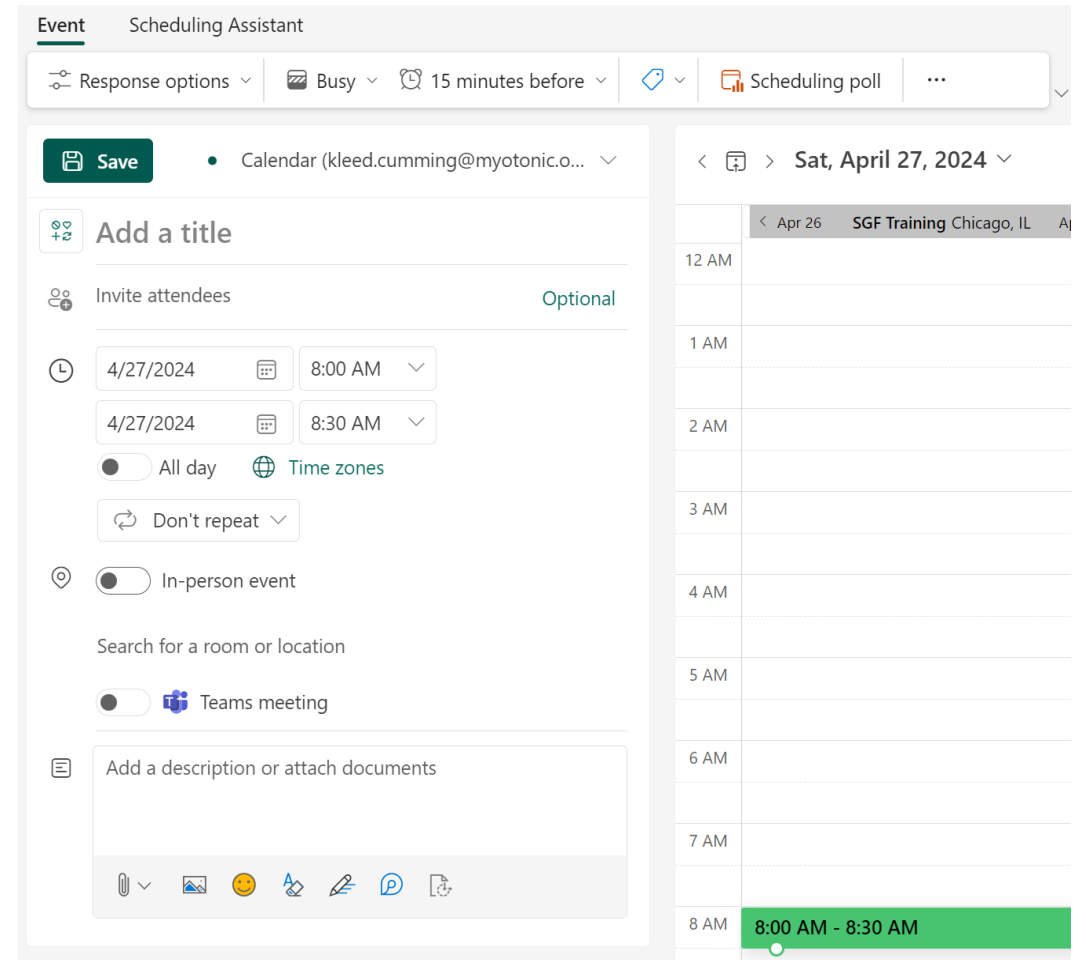 Event Scheduling Assistant
Response options Busy 15 minutes before Scheduling poll ...
Save Calendar (kleed.cumming@myotonic.o...
Add a title
Invite attendees Optional
4/27/2024 8:00 AM
4/27/2024 8:30 AM
All day Time zones
Don't repeat
In-person event
Search for a room or location
Teams meeting
Add a description or attach documents
Sat, April 27, 2024
Apr 26 SGF Training Chicago, IL
12 AM
1 AM
2 AM
3 AM
4 AM
5 AM
6 AM
7 AM
8 AM 8:00 AM - 8:30 AM